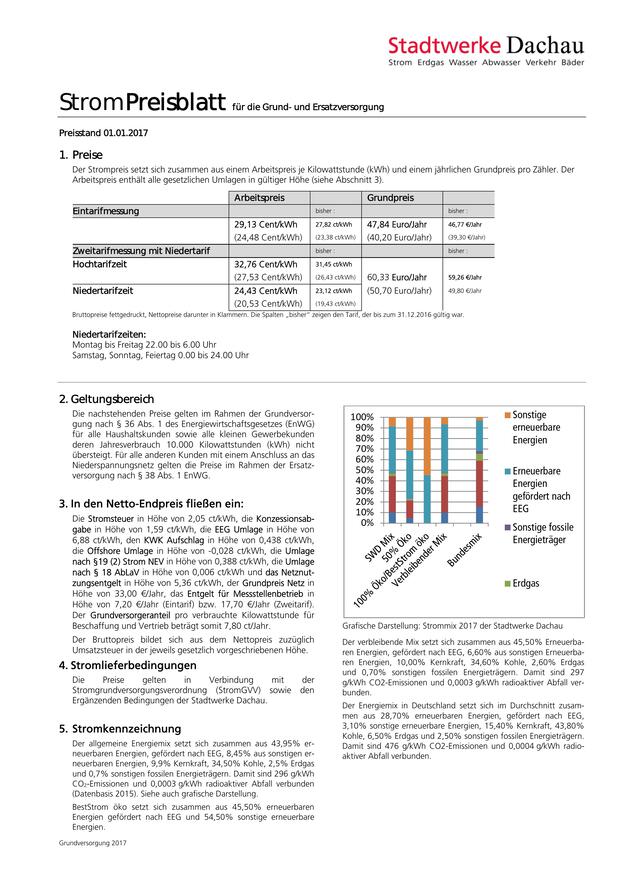 Stadtwerke Dachau
Strom Erdgas Wasser Abwasser Verkehr Bäder
StromPreisblatt für die Grund- und Ersatzversorgung
Preisstand 01.01.2017
1. Preise
Der Strompreis setzt sich zusammen aus einem Arbeitspreis je Kilowattstunde (kWh) und einem jährlichen Grundpreis pro Zähler. Der
Arbeitspreis enthält alle gesetzlichen Umlagen in gültiger Höhe (siehe Abschnitt 3).
Arbeitspreis Grundpreis
Eintarifmessung bisher : bisher :
29,13 Cent/kWh 27,82 ct/kWh 47,84 Euro/Jahr 46,77 €/Jahr
(24,48 Cent/kWh) (23,38 ct/kWh) (40,20 Euro/Jahr) (39,30 €/Jahr)
Zweitarifmessung mit Niedertarif bisher : bisher :
Hochtarifzeit 32,76 Cent/kWh 31,45 ct/kWh
(27,53 Cent/kWh) (26,43 ct/kWh) 60,33 Euro/Jahr 59,26 €/Jahr
Niedertarifzeit 24,43 Cent/kWh 23,12 ct/kWh (50,70 Euro/Jahr) 49,80 €/Jahr
(20,53 Cent/kWh) (19,43 ct/kWh)
Bruttopreise fettgedruckt, Nettopreise darunter in Klammern. Die Spalten „bisher“ zeigen den Tarif, der bis zum 31.12.2016 gültig war.
Niedertarifzeiten:
Montag bis Freitag 22.00 bis 6.00 Uhr
Samstag, Sonntag, Feiertag 0.00 bis 24.00 Uhr
2. Geltungsbereich
Die nachstehenden Preise gelten im Rahmen der Grundversor-
gung nach § 36 Abs. 1 des Energiewirtschaftsgesetzes (EnWG)
für alle Haushaltskunden sowie alle kleinen Gewerbekunden
deren Jahresverbrauch 10.000 Kilowattstunden (kWh) nicht
übersteigt. Für alle anderen Kunden mit einem Anschluss an das
Niederspannungsnetz gelten die Preise im Rahmen der Ersatz-
versorgung nach § 38 Abs. 1 EnWG.
3. In den Netto-Endpreis fließen ein:
Die Stromsteuer in Höhe von 2,05 ct/kWh, die Konzessionsab-
gabe in Höhe von 1,59 ct/kWh, die EEG Umlage in Höhe von
6,88 ct/kWh, den KWK Aufschlag in Höhe von 0,438 ct/kWh,
die Offshore Umlage in Höhe von -0,028 ct/kWh, die Umlage
nach §19 (2) Strom NEV in Höhe von 0,388 ct/kWh, die Umlage
nach § 18 AbLaV in Höhe von 0,006 ct/kWh und das Netznut-
zungsentgelt in Höhe von 5,36 ct/kWh, der Grundpreis Netz in
Höhe von 33,00 €/Jahr, das Entgelt für Messstellenbetrieb in
Höhe von 7,20 €/Jahr (Eintarif) bzw. 17,70 €/Jahr (Zweitarif).
Der Grundversorgeranteil pro verbrauchte Kilowattstunde für
Beschaffung und Vertrieb beträgt somit 7,80 ct/Jahr.
Der Bruttopreis bildet sich aus dem Nettopreis zuzüglich
Umsatzsteuer in der jeweils gesetzlich vorgeschriebenen Höhe.
4. Stromlieferbedingungen
Die Preise gelten in Verbindung mit der
Stromgrundversorgungsverordnung (StromGVV) sowie den
Ergänzenden Bedingungen der Stadtwerke Dachau.
5. Stromkennzeichnung
Der allgemeine Energiemix setzt sich zusammen aus 43,95% er-
neuerbaren Energien, gefördert nach EEG, 8,45% aus sonstigen er-
neuerbaren Energien, 9,9% Kernkraft, 34,50% Kohle, 2,5% Erdgas
und 0,7% sonstigen fossilen Energieträgern. Damit sind 296 g/kWh
CO₂-Emissionen und 0,0003 g/kWh radioaktiver Abfall verbunden
(Datenbasis 2015). Siehe auch grafische Darstellung.
BestStrom öko setzt sich zusammen aus 45,50% erneuerbaren
Energien gefördert nach EEG und 54,50% sonstige erneuerbare
Energien.
100%
90%
80%
70%
60%
50%
40%
30%
20%
10%
0%
SWD Mix
50% Öko
100% Öko/BestStrom öko
Verbleibender Mix
Bundesmix
Sonstige
erneuerbare
Energien
Erneuerbare
Energien
gefördert nach
EEG
Sonstige fossile
Energieträger
Erdgas
Grafische Darstellung: Strommix 2017 der Stadtwerke Dachau
Der verbleibende Mix setzt sich zusammen aus 45,50% Erneuerba-
ren Energien, gefördert nach EEG, 6,60% aus sonstigen Erneuerba-
ren Energien, 10,00% Kernkraft, 34,60% Kohle, 2,60% Erdgas
und 0,70% sonstigen fossilen Energieträgern. Damit sind 297
g/kWh CO2-Emissionen und 0,0003 g/kWh radioaktiver Abfall ver-
bunden.
Der Energiemix in Deutschland setzt sich im Durchschnitt zusam-
men aus 28,70% erneuerbaren Energien, gefördert nach EEG,
3,10% sonstige erneuerbare Energien, 15,40% Kernkraft, 43,80%
Kohle, 6,50% Erdgas und 2,50% sonstigen fossilen Energieträgern.
Damit sind 476 g/kWh CO2-Emissionen und 0,0004 g/kWh radio-
aktiver Abfall verbunden.
Grundversorgung 2017